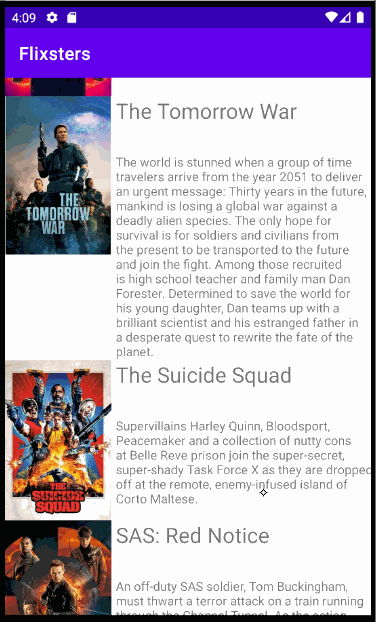 4:09
Flixsters
The Tomorrow War
The world is stunned when a group of time
travelers arrive from the year 2051 to deliver
an urgent message: Thirty years in the future,
mankind is losing a global war against a
deadly alien species. The only hope for
survival is for soldiers and civilians from
the present to be transported to the future
and join the fight. Among those recruited
is high school teacher and family man Dan
Forester. Determined to save the world for
his young daughter, Dan teams up with a
brilliant scientist and his estranged father in
a desperate quest to rewrite the fate of the
planet.
THE
TOMORROW
WAR
The Suicide Squad
Supervillains Harley Quinn, Bloodsport,
Peacemaker and a collection of nutty cons
at Belle Reve prison join the super-secret,
super-shady Task Force X as they are dropped
off at the remote, enemy-infused island of
Corto Maltese.
THE
SUICIDE
SQUAD
SAS: Red Notice
An off-duty SAS soldier, Tom Buckingham,
must thwart a terror attack on a train running
through the Channel Tunnel. As the action